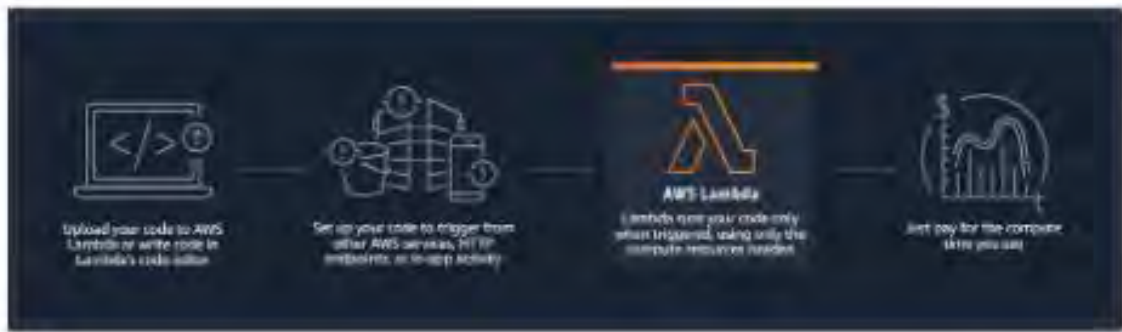 </>
Upload your code to AWS
Lambda or write code in
Lambda's code editor
Set up your code to trigger from
other AWS services, HTTP
endpoints, or in-app activity
AWS Lambda
Lambda runs your code only
when triggered, using only the
compute resources needed
$
t
Just pay for the compute
time you use